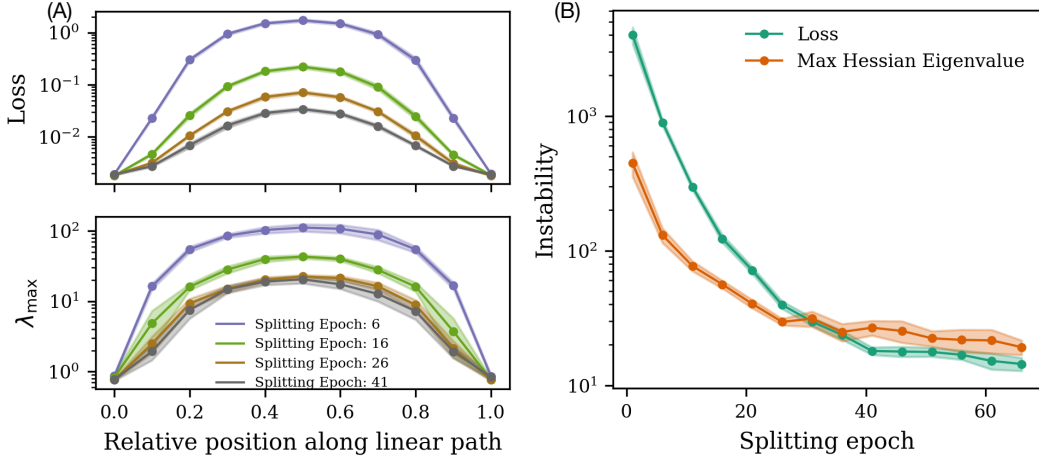 (A)
Loss
10^0
10^-1
10^-2
λ_max
10^2
10^1
10^0
Splitting Epoch: 6
Splitting Epoch: 16
Splitting Epoch: 26
Splitting Epoch: 41
0.0 0.2 0.4 0.6 0.8 1.0
Relative position along linear path
(B)
Instability
10^3
10^2
10^1
Loss
Max Hessian Eigenvalue
0 20 40 60
Splitting epoch